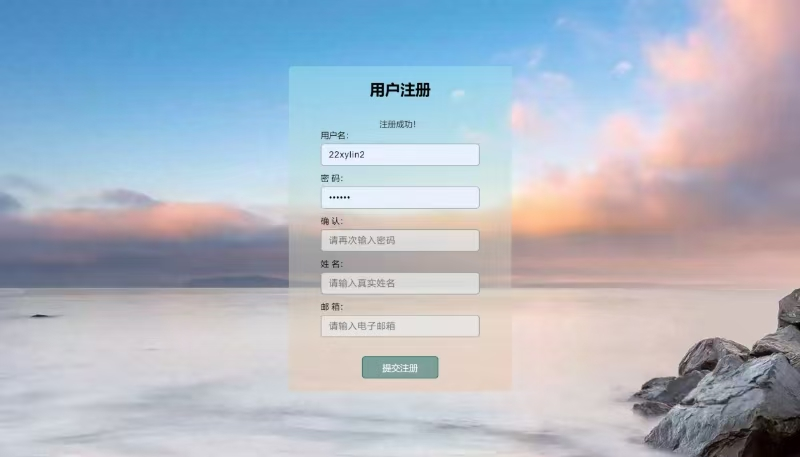 用户注册
注册成功!
用户名:
22xylin2
密 码:
••••••
确 认:
请再次输入密码
姓 名:
请输入真实姓名
邮 箱:
请输入电子邮箱
提交注册